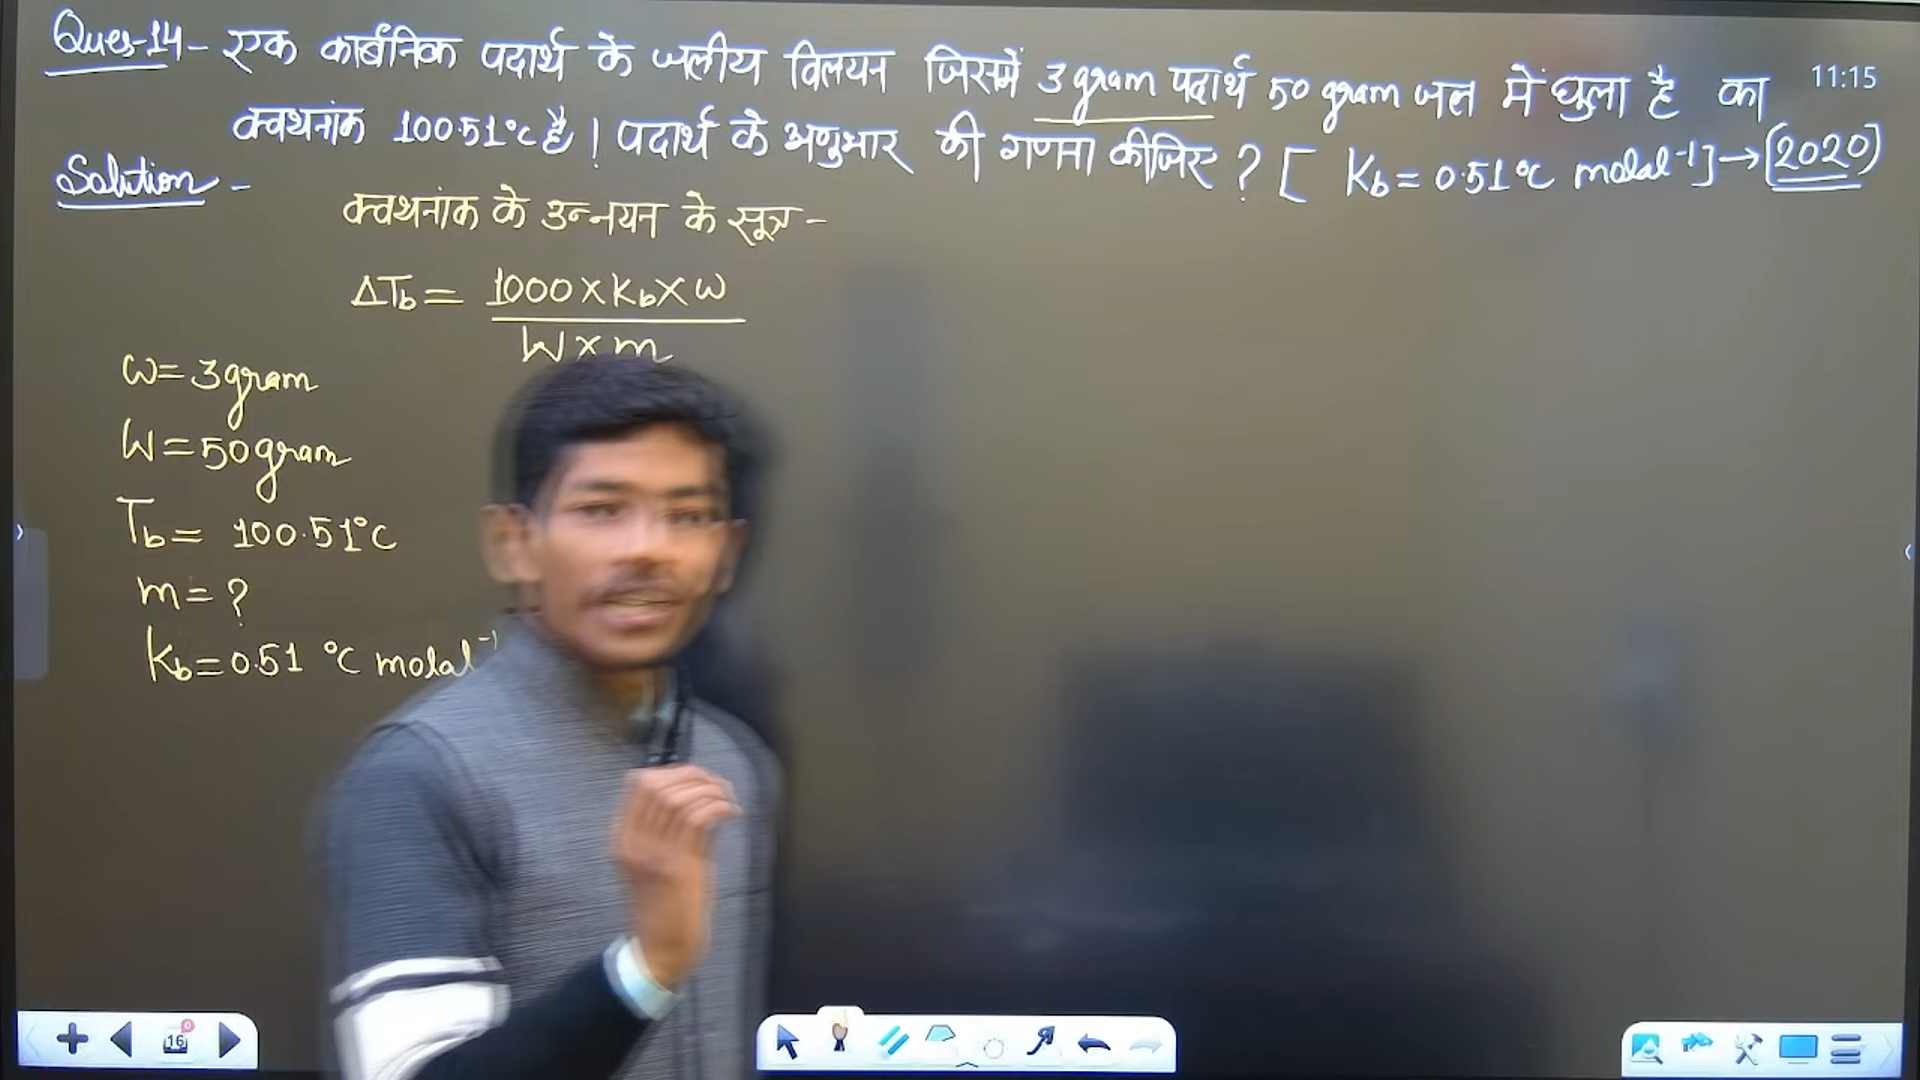 Ques-14- एक कार्बनिक पदार्थ के जलीय विलयन जिसमें 3 gram पदार्थ 50 gram जल में घुला है का
11:15
क्वथनांक 100.51°C है। पदार्थ के अणुभार की गणना कीजिए ? [ Kb = 0.51°C molal⁻¹] → (2020)
Solution -
क्वथनांक के उन्नयन के सूत्र -
ΔTb = 1000 × Kb × w
W × m
w = 3 gram
W = 50 gram
Tb = 100.51°C
m = ?
Kb = 0.51 °C molal⁻¹
16
0